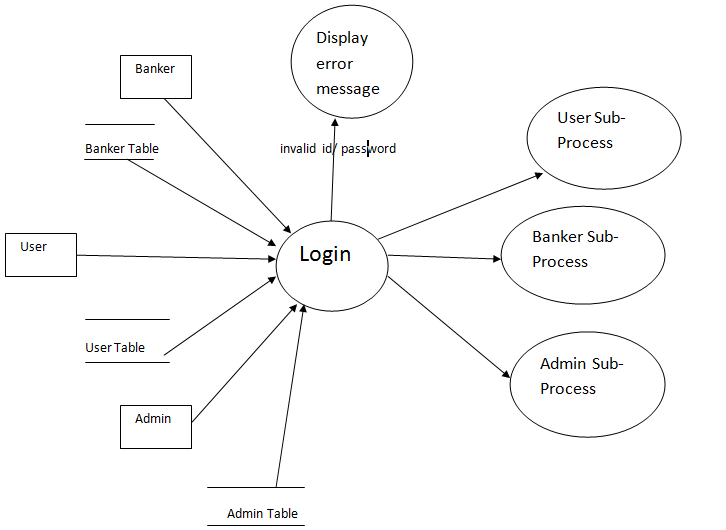 Display
error
message
Banker
User Sub-
Process
Banker Table
invalid id/ password
User
Login
Banker Sub-
Process
User Table
Admin Sub-
Process
Admin
Admin Table